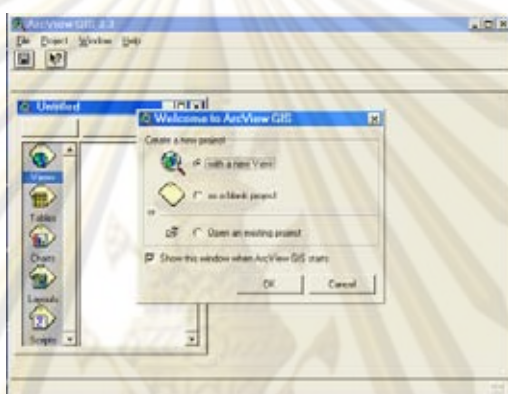 ArcView GIS 3.3
File Project Window Help
Untitled
Views
Tables
Charts
Layouts
Scripts
Welcome to ArcView GIS
Create a new project
with a new View
as a blank project
or
Open an existing project
Show this window when ArcView GIS starts
OK Cancel